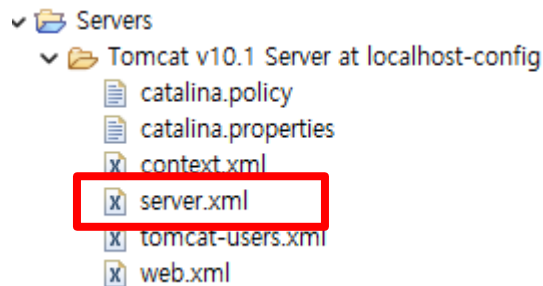 Servers
Tomcat v10.1 Server at localhost-config
catalina.policy
catalina.properties
context.xml
server.xml
tomcat-users.xml
web.xml